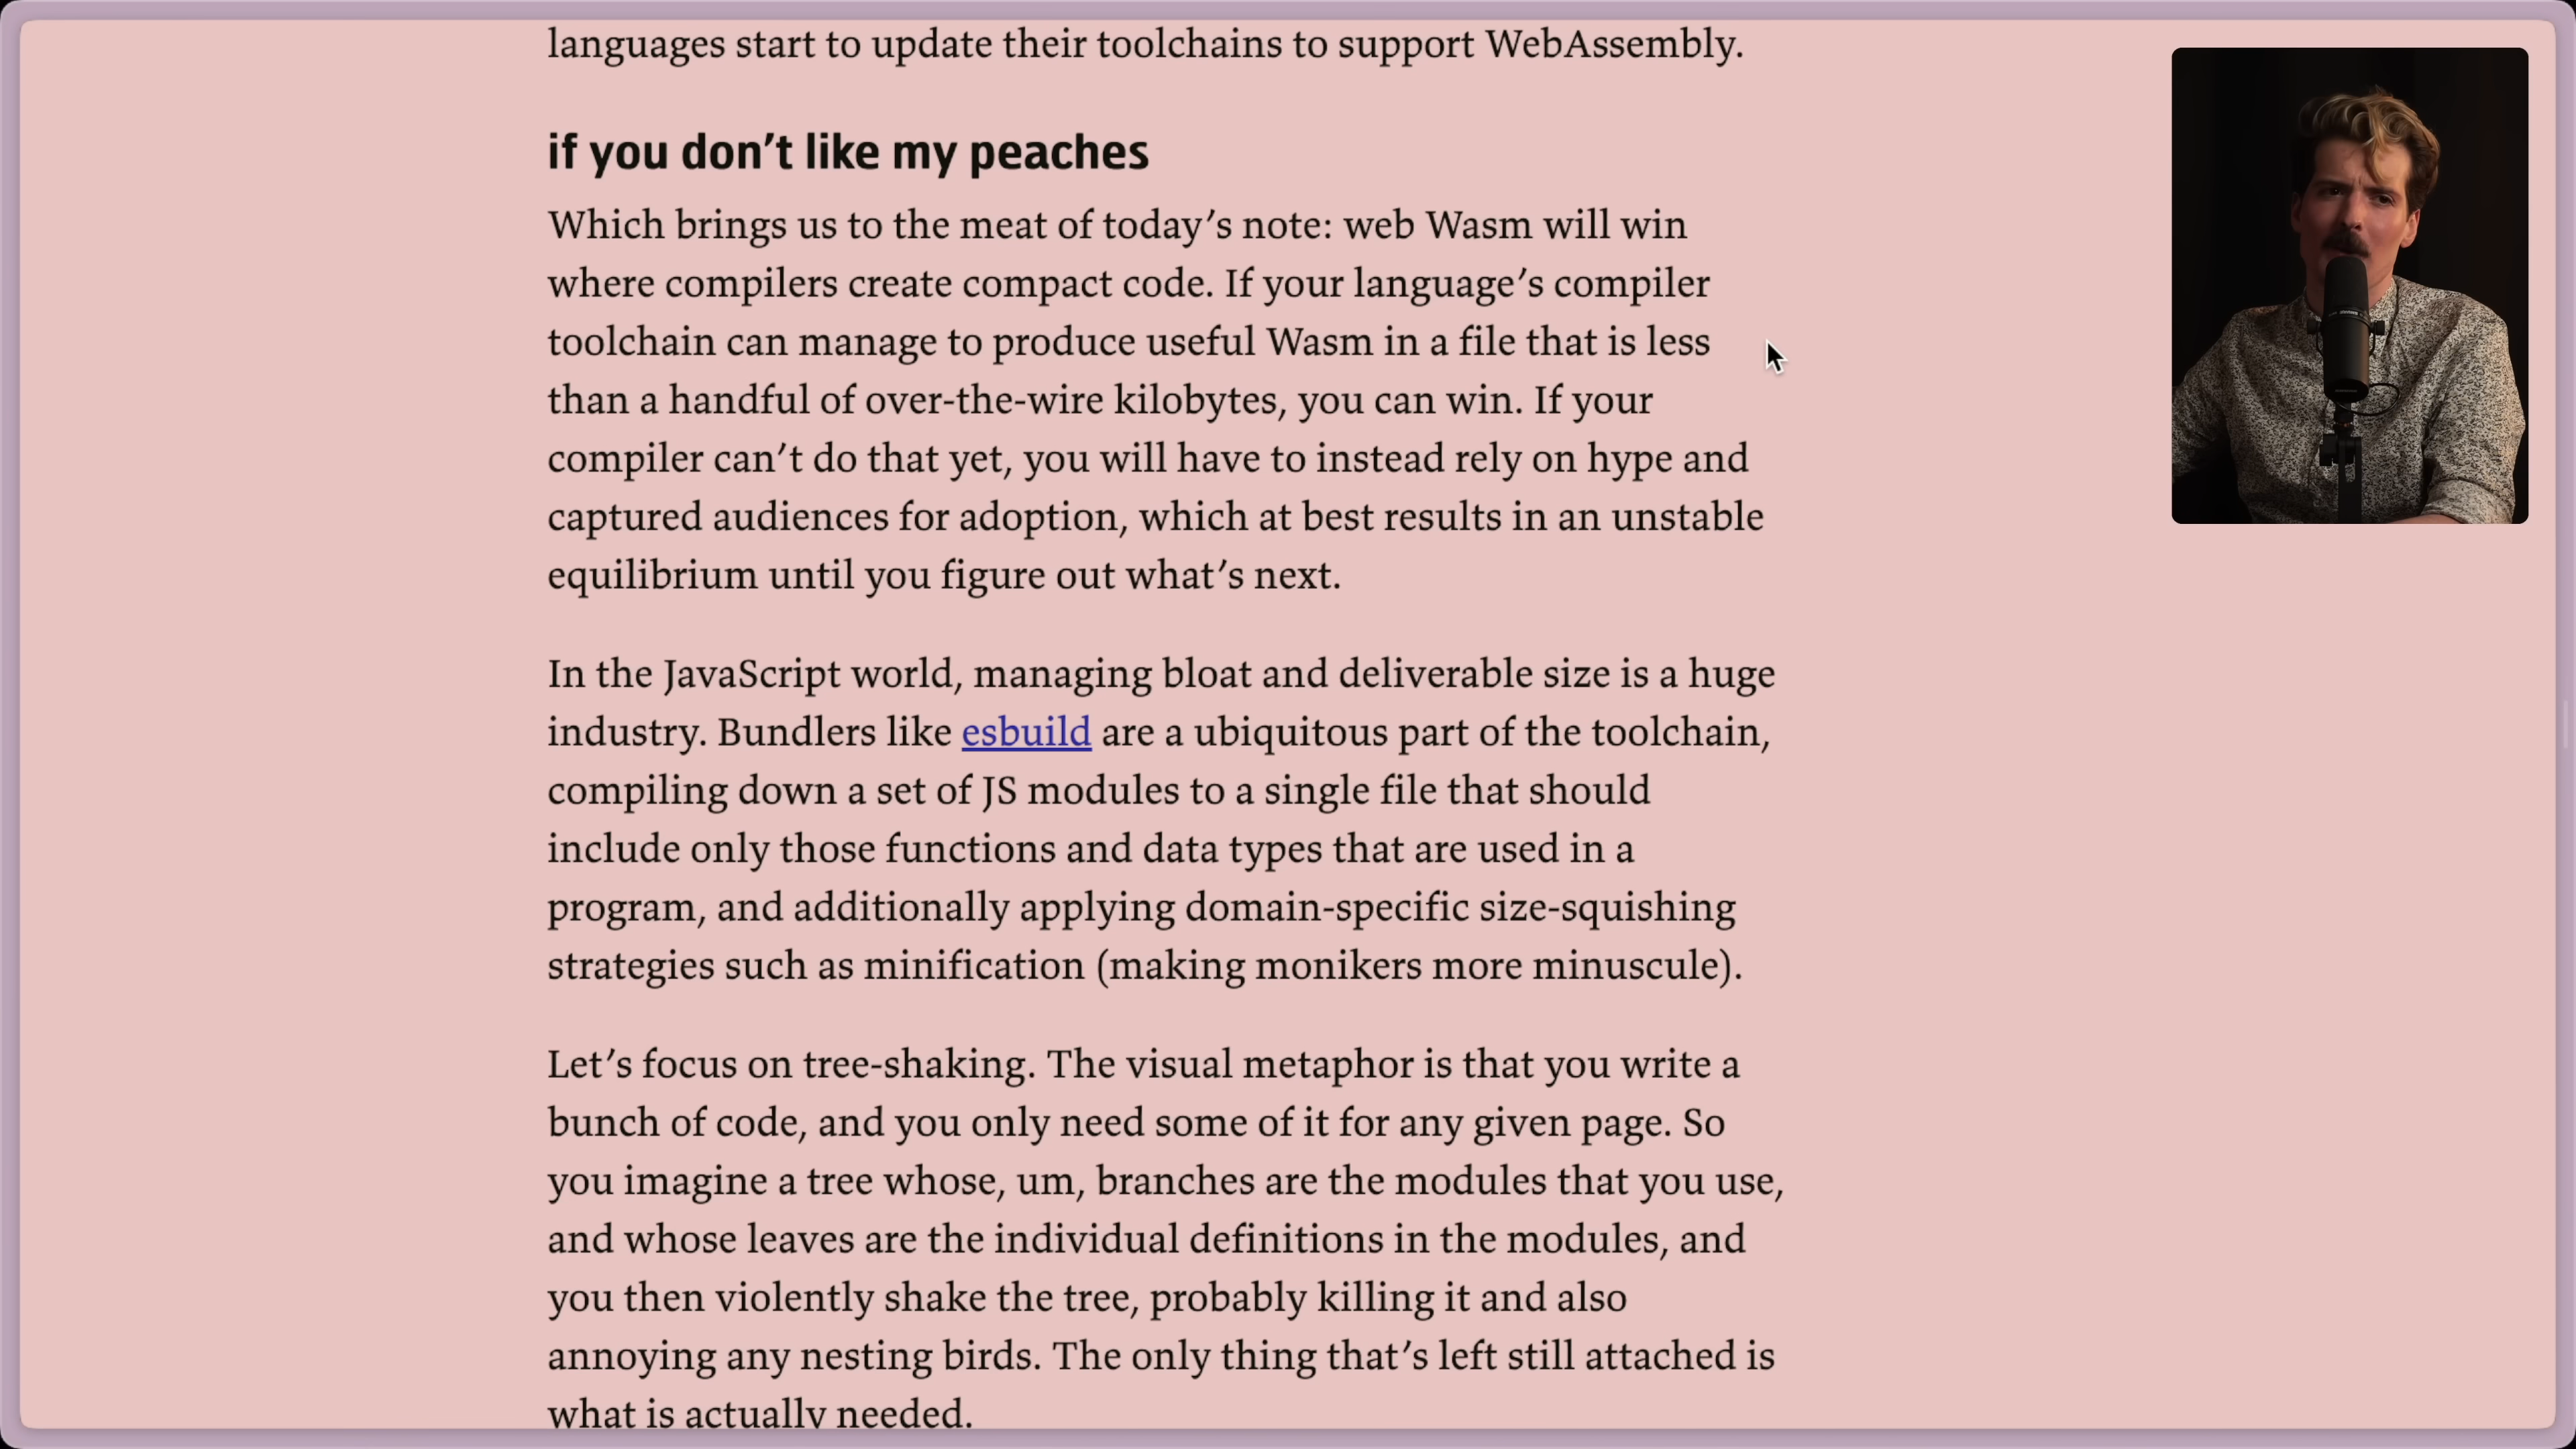 languages start to update their toolchains to support WebAssembly.
if you don’t like my peaches
Which brings us to the meat of today’s note: web Wasm will win
where compilers create compact code. If your language’s compiler
toolchain can manage to produce useful Wasm in a file that is less
than a handful of over-the-wire kilobytes, you can win. If your
compiler can’t do that yet, you will have to instead rely on hype and
captured audiences for adoption, which at best results in an unstable
equilibrium until you figure out what’s next.
In the JavaScript world, managing bloat and deliverable size is a huge
industry. Bundlers like esbuild are a ubiquitous part of the toolchain,
compiling down a set of JS modules to a single file that should
include only those functions and data types that are used in a
program, and additionally applying domain-specific size-squishing
strategies such as minification (making monikers more minuscule).
Let’s focus on tree-shaking. The visual metaphor is that you write a
bunch of code, and you only need some of it for any given page. So
you imagine a tree whose, um, branches are the modules that you use,
and whose leaves are the individual definitions in the modules, and
you then violently shake the tree, probably killing it and also
annoying any nesting birds. The only thing that’s left still attached is
what is actually needed.